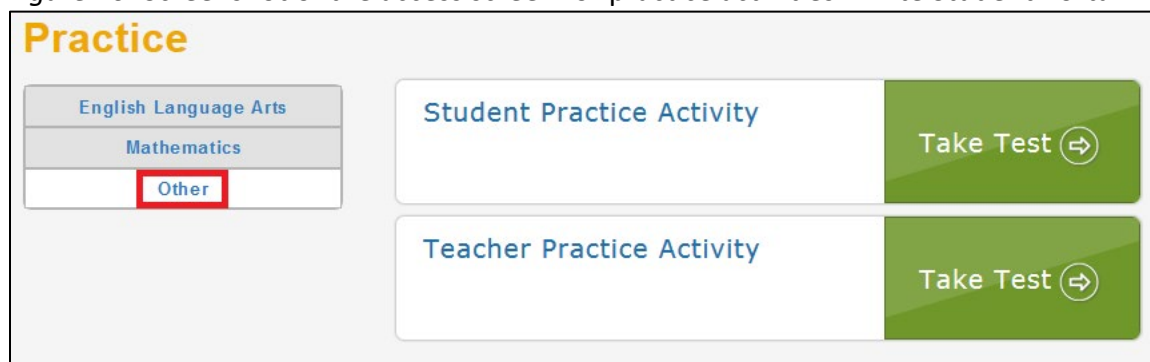 Practice
English Language Arts
Mathematics
Other
Student Practice Activity
Take Test
Teacher Practice Activity
Take Test